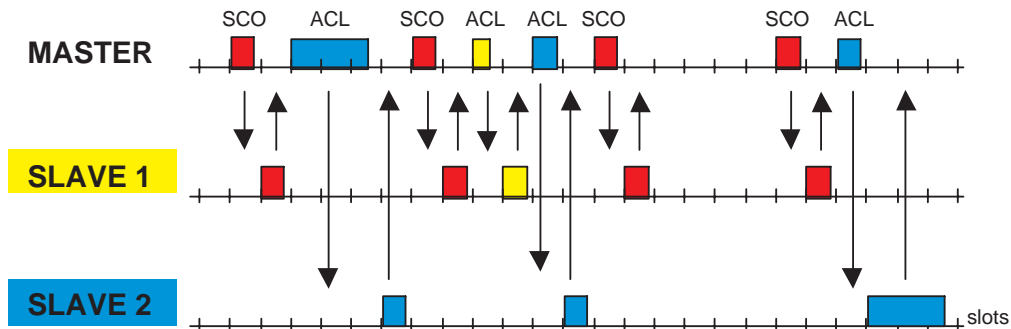 SCO ACL SCO ACL ACL SCO SCO ACL
MASTER
SLAVE 1
SLAVE 2
slots